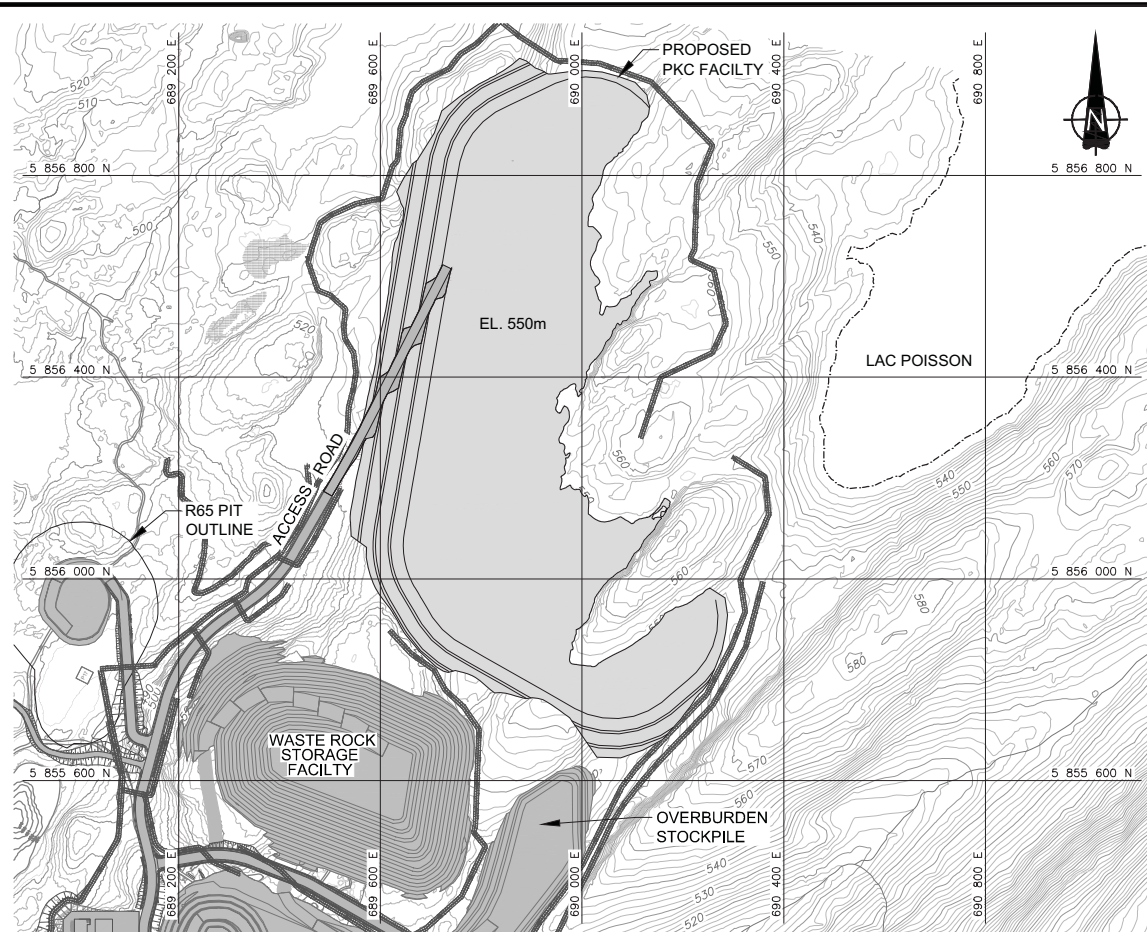 689 200 E
689 600 E
690 000 E
690 400 E
690 800 E
PROPOSED
PKC FACILTY
N
520
510
5 856 800 N
5 856 800 N
500
540
550
560
520
EL. 550m
LAC POISSON
5 856 400 N
5 856 400 N
ACCESS ROAD
560
560
570
540
550
R65 PIT
OUTLINE
5 856 000 N
5 856 000 N
560
580
580
500
WASTE ROCK
STORAGE
FACILTY
570
5 855 600 N
5 855 600 N
560
OVERBURDEN
STOCKPILE
540
530
520
689 200 E
689 600 E
690 000 E
690 400 E
690 800 E